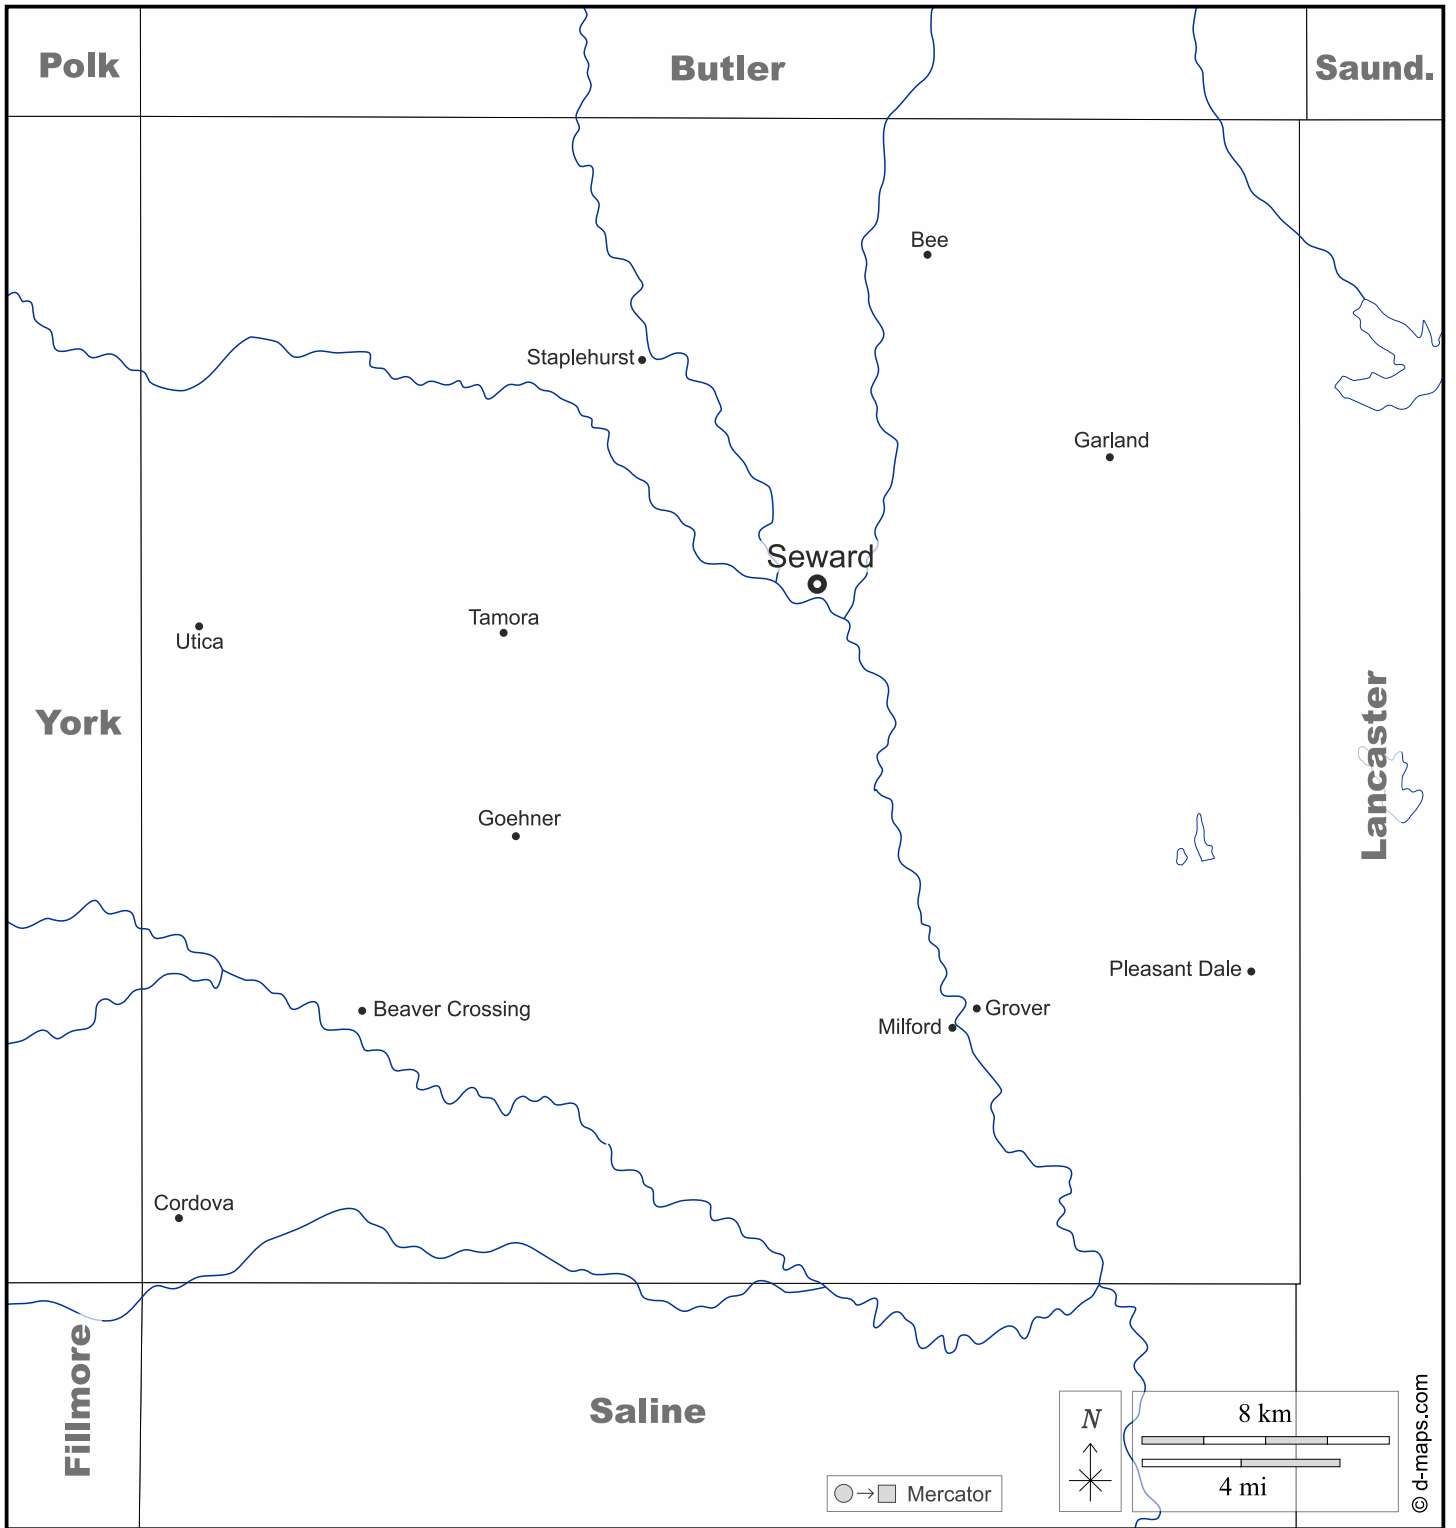 Polk
Butler
Saund.
Bee
Staplehurst
Garland
Seward
Tamora
Utica
York
Lancaster
Goehner
Pleasant Dale
Beaver Crossing
Grover
Milford
Cordova
Fillmore
Saline
N
8 km
4 mi
Mercator
© d-maps.com